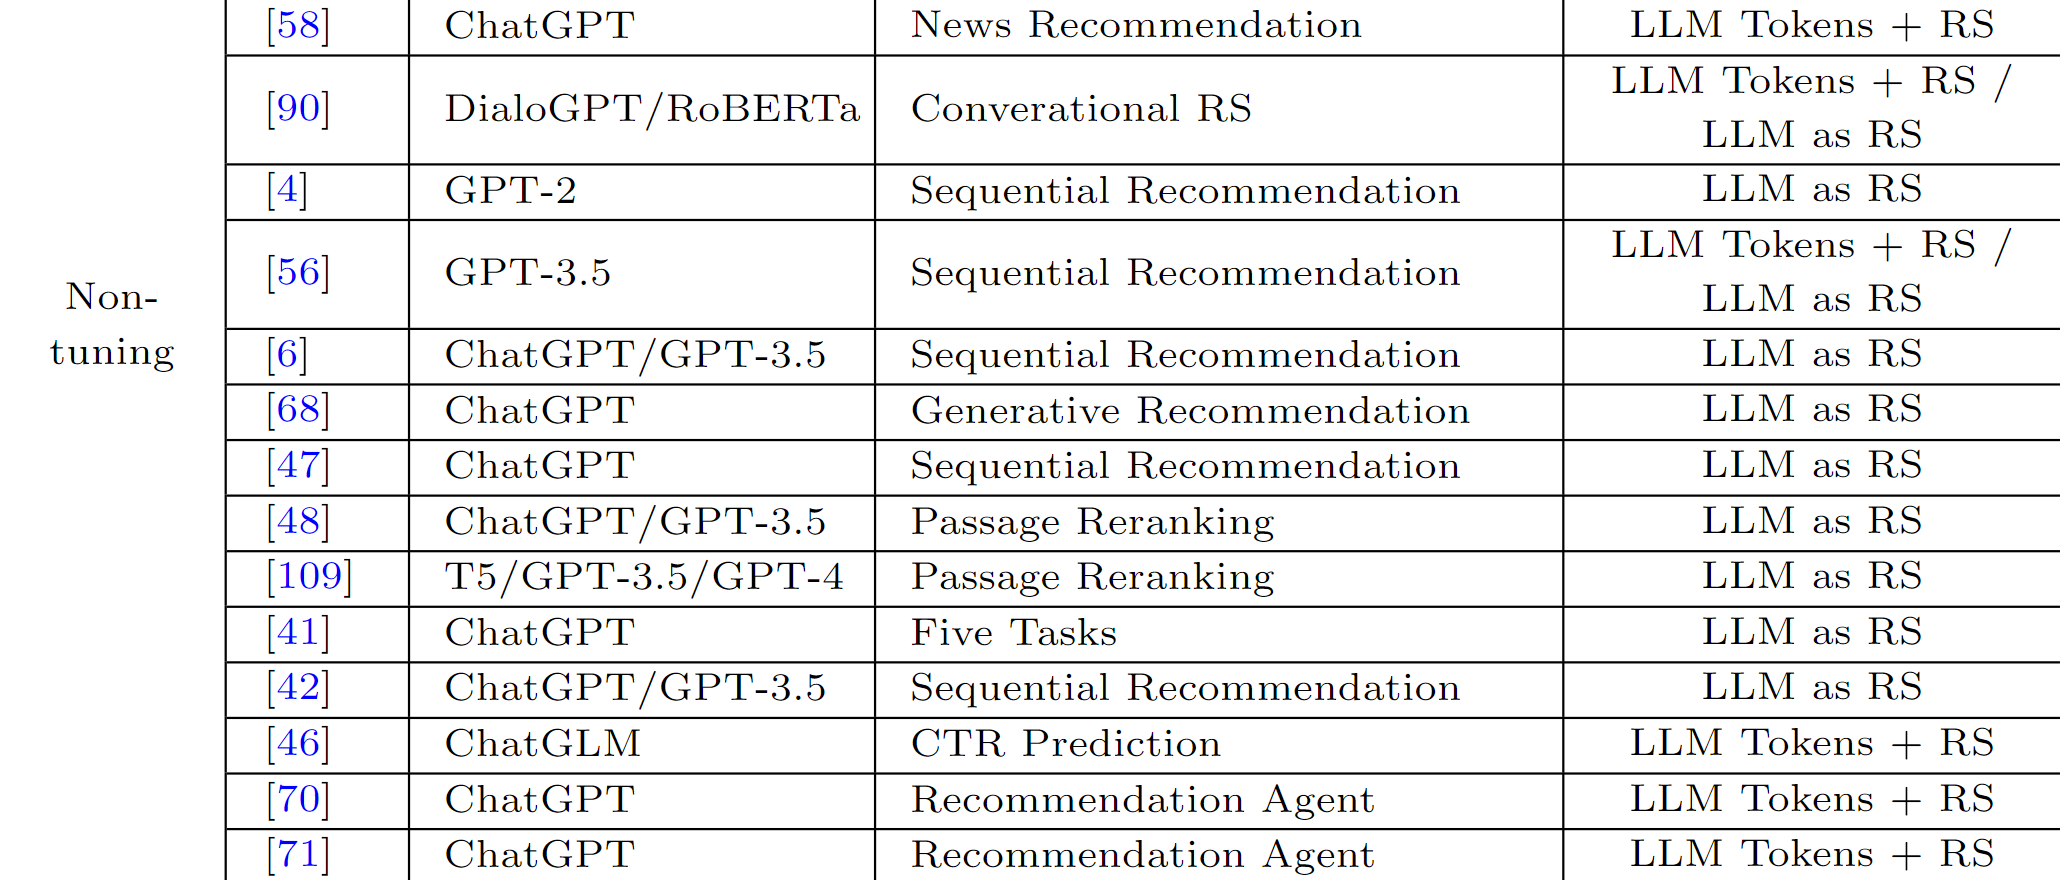 [58] ChatGPT News Recommendation LLM Tokens + RS
[90] DialoGPT/RoBERTa Converational RS LLM Tokens + RS /
LLM as RS
[4] GPT-2 Sequential Recommendation LLM as RS
[56] GPT-3.5 Sequential Recommendation LLM Tokens + RS /
LLM as RS
Non-
tuning
[6] ChatGPT/GPT-3.5 Sequential Recommendation LLM as RS
[68] ChatGPT Generative Recommendation LLM as RS
[47] ChatGPT Sequential Recommendation LLM as RS
[48] ChatGPT/GPT-3.5 Passage Reranking LLM as RS
[109] T5/GPT-3.5/GPT-4 Passage Reranking LLM as RS
[41] ChatGPT Five Tasks LLM as RS
[42] ChatGPT/GPT-3.5 Sequential Recommendation LLM as RS
[46] ChatGLM CTR Prediction LLM Tokens + RS
[70] ChatGPT Recommendation Agent LLM Tokens + RS
[71] ChatGPT Recommendation Agent LLM Tokens + RS